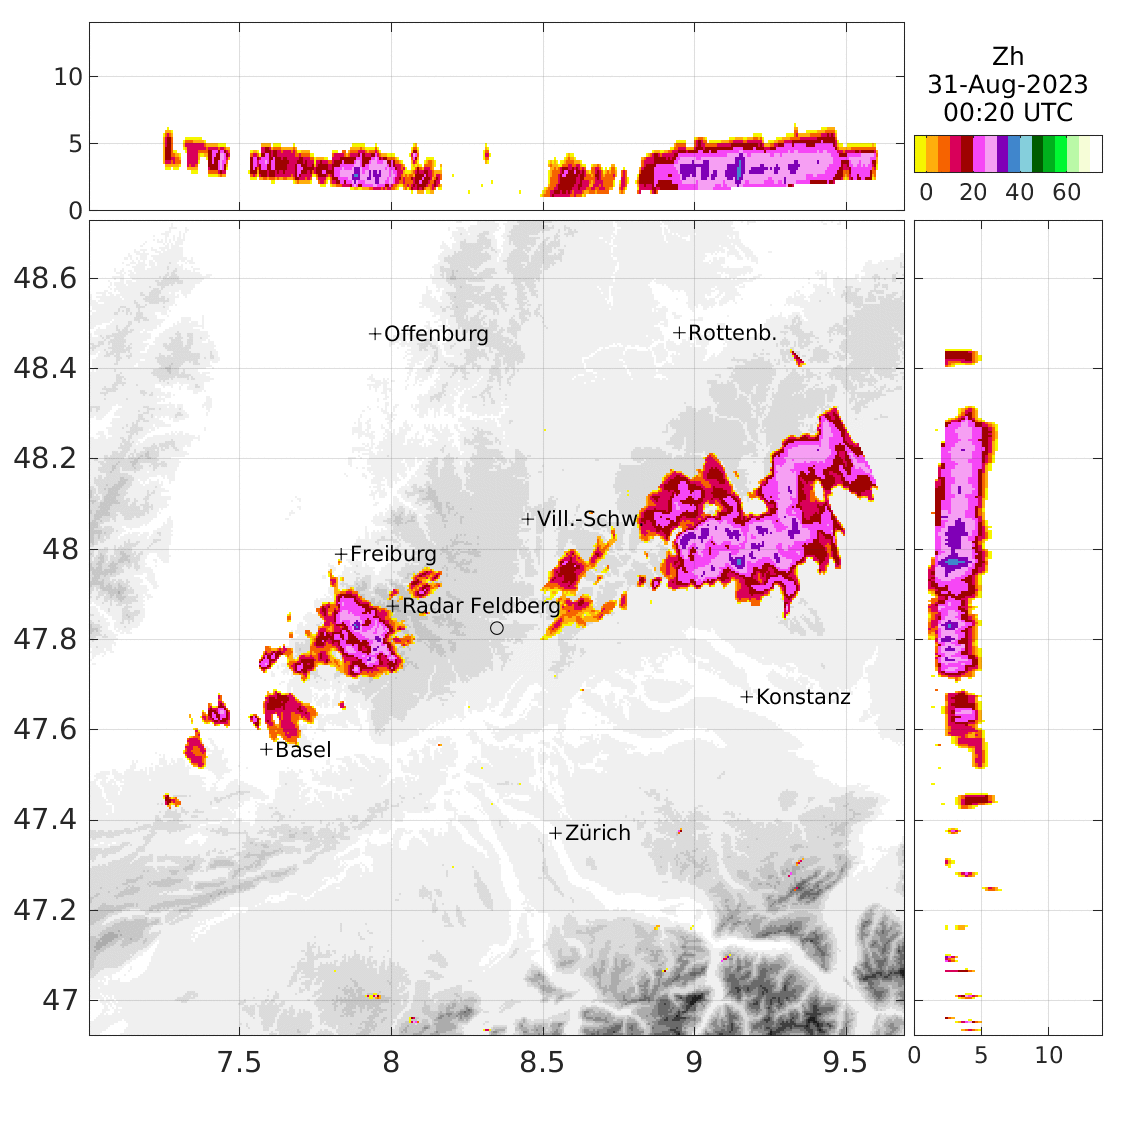 10
5
0
Zh
31-Aug-2023
00:20 UTC
0 20 40 60
48.6
48.4
48.2
48
47.8
47.6
47.4
47.2
47
+Offenburg
+Rottenb.
+Vill.-Schw.
+Freiburg
+Radar Feldberg
+Konstanz
+Basel
+Zürich
7.5 8 8.5 9 9.5
0 5 10